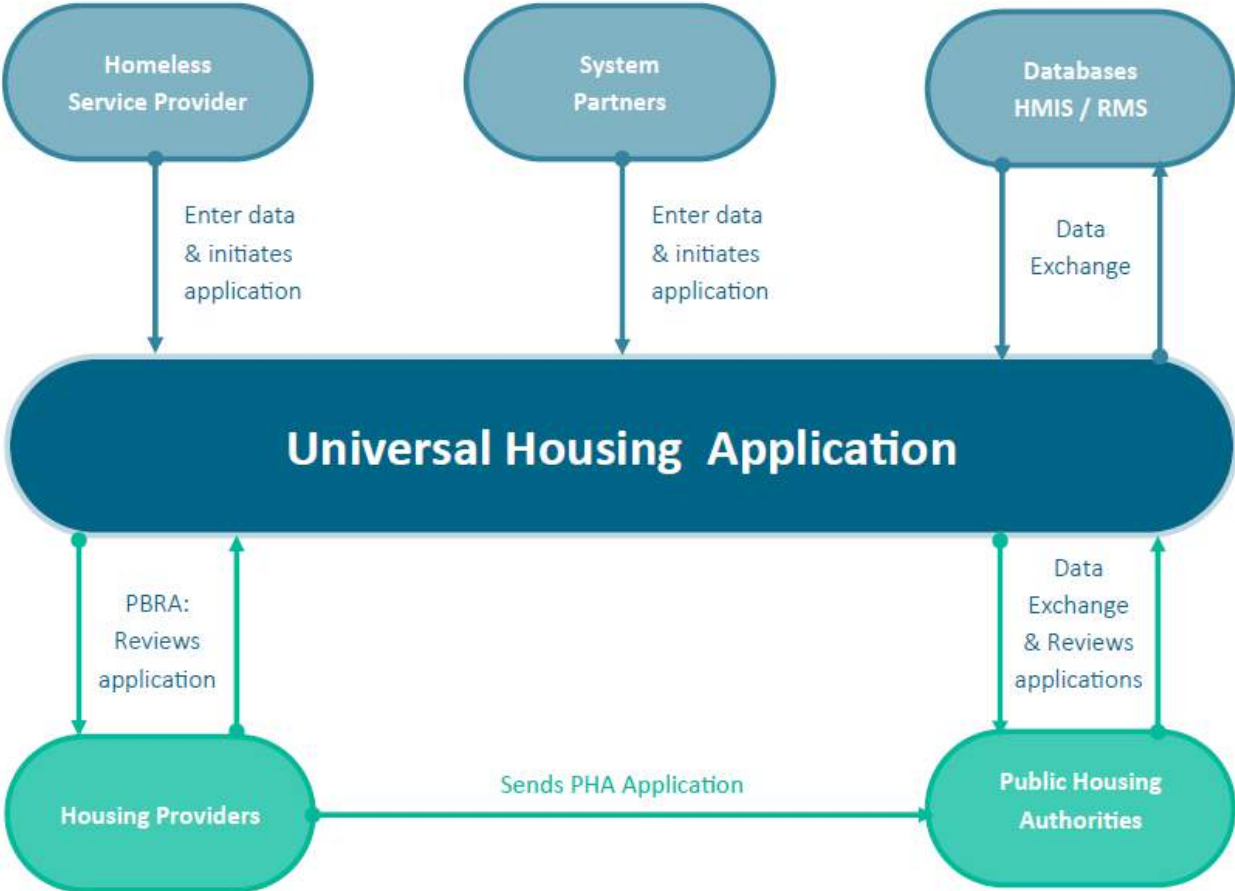 Homeless
Service Provider
System
Partners
Databases
HMIS / RMS
Enter data
& initiates
application
Enter data
& initiates
application
Data
Exchange
Universal Housing Application
PBRA:
Reviews
application
Data
Exchange
& Reviews
applications
Sends PHA Application
Housing Providers
Public Housing
Authorities